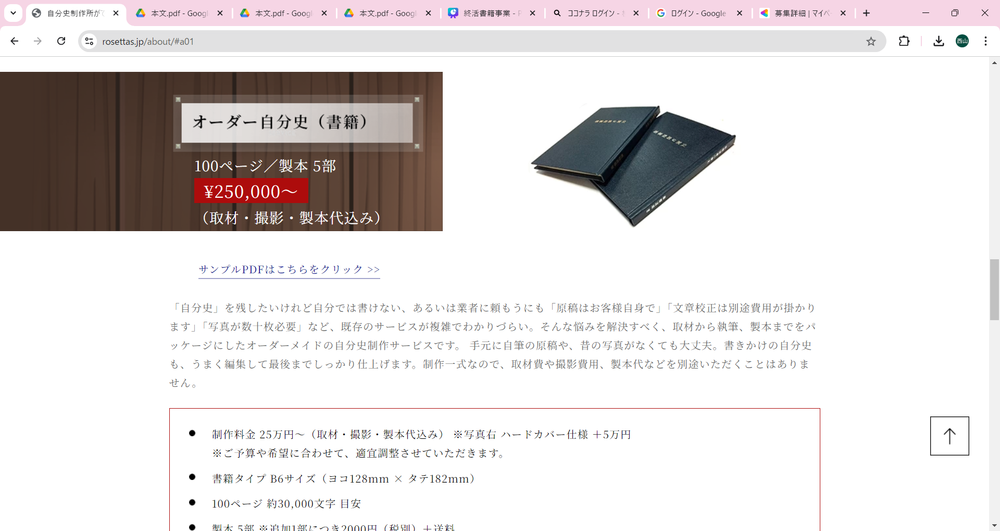 自分史制作所がで
本文.pdf - Googl
本文.pdf - Googl
本文.pdf - Googl
終活書籍事業 - P
ココナラ ログイン - 検
ログイン - Google
募集詳細 | マイペ
rosettas.jp/about/#a01
西山
オーダー自分史（書籍）
100ページ／製本 5部
¥250,000〜
（取材・撮影・製本代込み）
サンプルPDFはこちらをクリック >>
「自分史」を残したいけれど自分では書けない、あるいは業者に頼もうにも「原稿はお客様自身で」「文章校正は別途費用が掛かり
ます」「写真が数十枚必要」など、既存のサービスが複雑でわかりづらい。そんな悩みを解決すべく、取材から執筆、製本までをパ
ッケージにしたオーダーメイドの自分史制作サービスです。 手元に自筆の原稿や、昔の写真がなくても大丈夫。書きかけの自分史
も、うまく編集して最後までしっかり仕上げます。制作一式なので、取材費や撮影費用、製本代などを別途いただくことはありま
せん。
制作料金 25万円〜（取材・撮影・製本代込み） ※写真右 ハードカバー仕様 ＋5万円
※ご予算や希望に合わせて、適宜調整させていただきます。
書籍タイプ B6サイズ（ヨコ128mm × タテ182mm）
100ページ 約30,000文字 目安
製本 5部 ※追加1部につき2000円（税別）＋送料